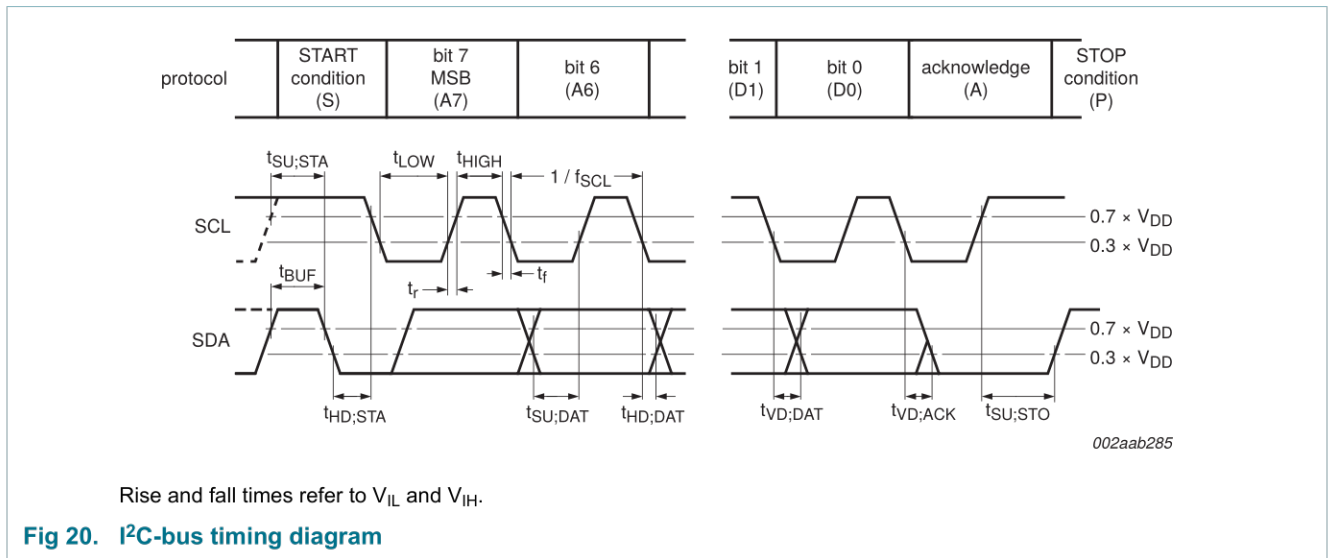 protocol
START
condition
(S)
bit 7
MSB
(A7)
bit 6
(A6)
bit 1
(D1)
bit 0
(D0)
acknowledge
(A)
STOP
condition
(P)
tSU;STA
tLOW
tHIGH
1 / fSCL
SCL
0.7 × VDD
0.3 × VDD
tBUF
tr
tf
SDA
0.7 × VDD
0.3 × VDD
tHD;STA
tSU;DAT
tHD;DAT
tVD;DAT
tVD;ACK
tSU;STO
002aab285
Rise and fall times refer to VIL and VIH.
Fig 20. I²C-bus timing diagram